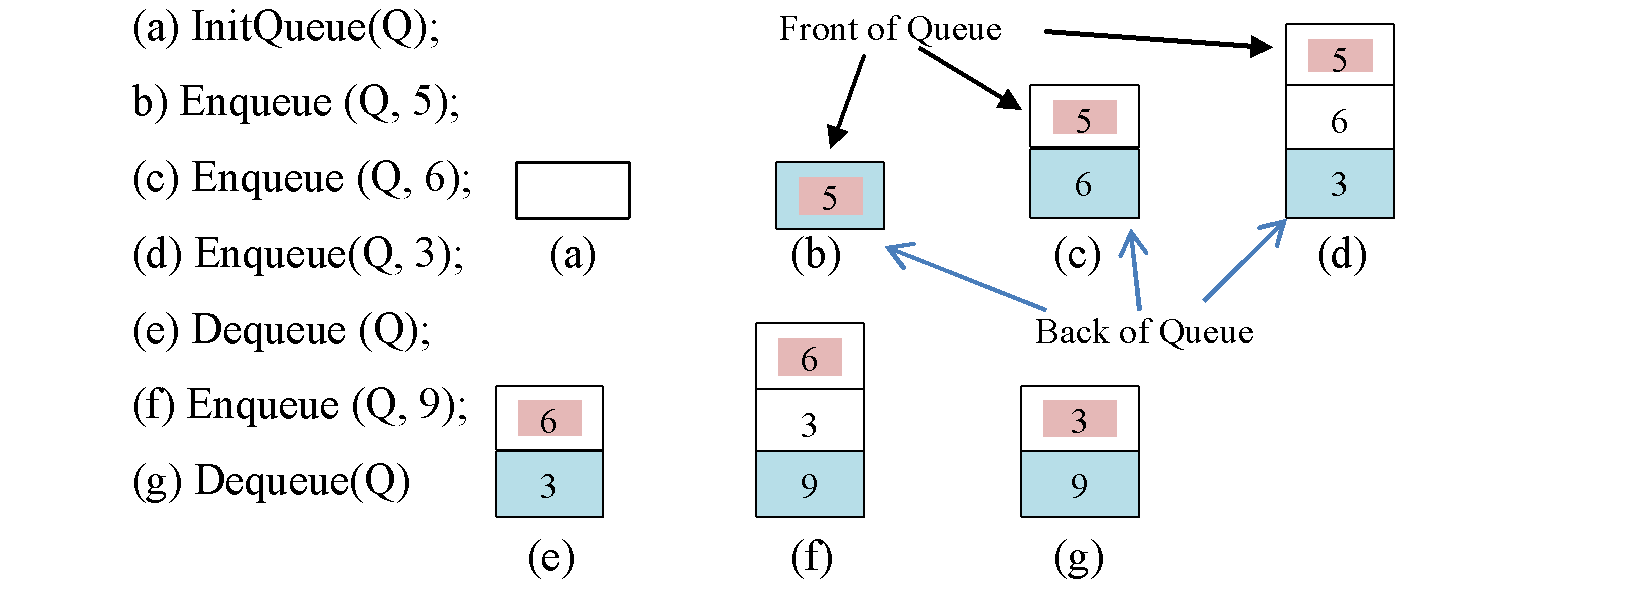 (a) InitQueue(Q);
b) Enqueue (Q, 5);
(c) Enqueue (Q, 6);
(d) Enqueue(Q, 3);
(e) Dequeue (Q);
(f) Enqueue (Q, 9);
(g) Dequeue(Q)
Front of Queue
5
5
6
5
6
3
(a)
(b)
(c)
(d)
Back of Queue
6
3
6
3
9
3
9
(e)
(f)
(g)